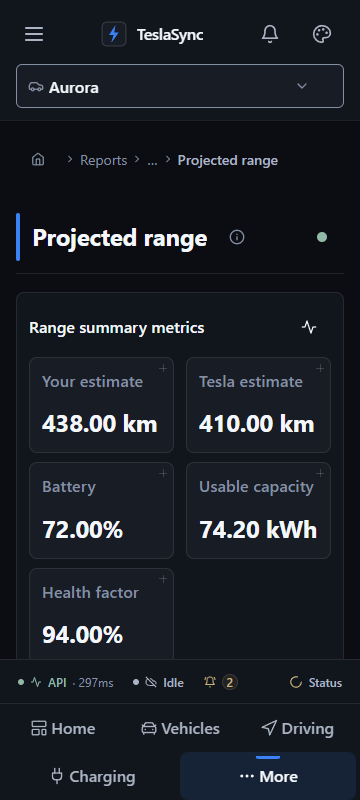 TeslaSync
Aurora
Reports ... Projected range
Projected range
Range summary metrics
Your estimate
438.00 km
Tesla estimate
410.00 km
Battery
72.00%
Usable capacity
74.20 kWh
Health factor
94.00%
API · 297ms Idle 2 Status
Home Vehicles Driving
Charging ... More